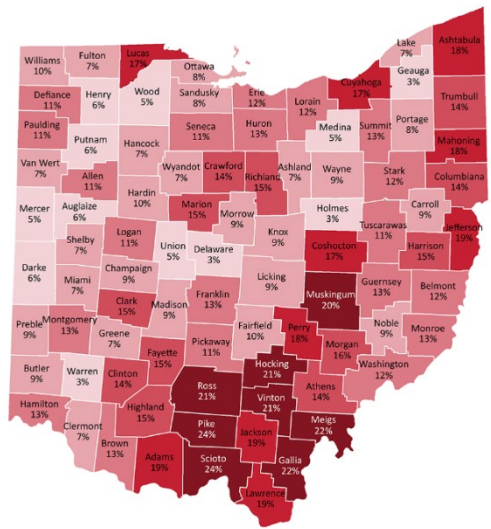 Williams
10%
Fulton
7%
Lucas
17%
Ottawa
8%
Lake
7%
Ashtabula
18%
Geauga
3%
Cuyahoga
17%
Defiance
11%
Henry
6%
Wood
5%
Sandusky
8%
Erie
12%
Lorain
12%
Trumbull
14%
Paulding
11%
Putnam
6%
Hancock
7%
Seneca
11%
Huron
13%
Medina
5%
Summit
13%
Portage
8%
Mahoning
18%
Van Wert
7%
Allen
11%
Wyandot
7%
Crawford
14%
Richland
15%
Ashland
7%
Wayne
9%
Stark
12%
Columbiana
14%
Mercer
5%
Auglaize
6%
Hardin
10%
Marion
15%
Morrow
9%
Holmes
3%
Carroll
9%
Tuscarawas
11%
Jefferson
19%
Shelby
7%
Logan
11%
Union
5%
Delaware
3%
Knox
9%
Coshocton
17%
Harrison
15%
Darke
6%
Miami
7%
Champaign
9%
Licking
9%
Muskingum
20%
Guernsey
13%
Belmont
12%
Clark
15%
Madison
9%
Franklin
13%
Preble
9%
Montgomery
13%
Greene
7%
Fairfield
10%
Perry
18%
Noble
9%
Monroe
13%
Fayette
15%
Pickaway
11%
Morgan
16%
Washington
12%
Butler
9%
Warren
3%
Clinton
14%
Hocking
21%
Athens
14%
Ross
21%
Vinton
21%
Hamilton
13%
Clermont
7%
Highland
15%
Pike
24%
Jackson
19%
Meigs
22%
Brown
13%
Adams
19%
Scioto
24%
Gallia
22%
Lawrence
19%